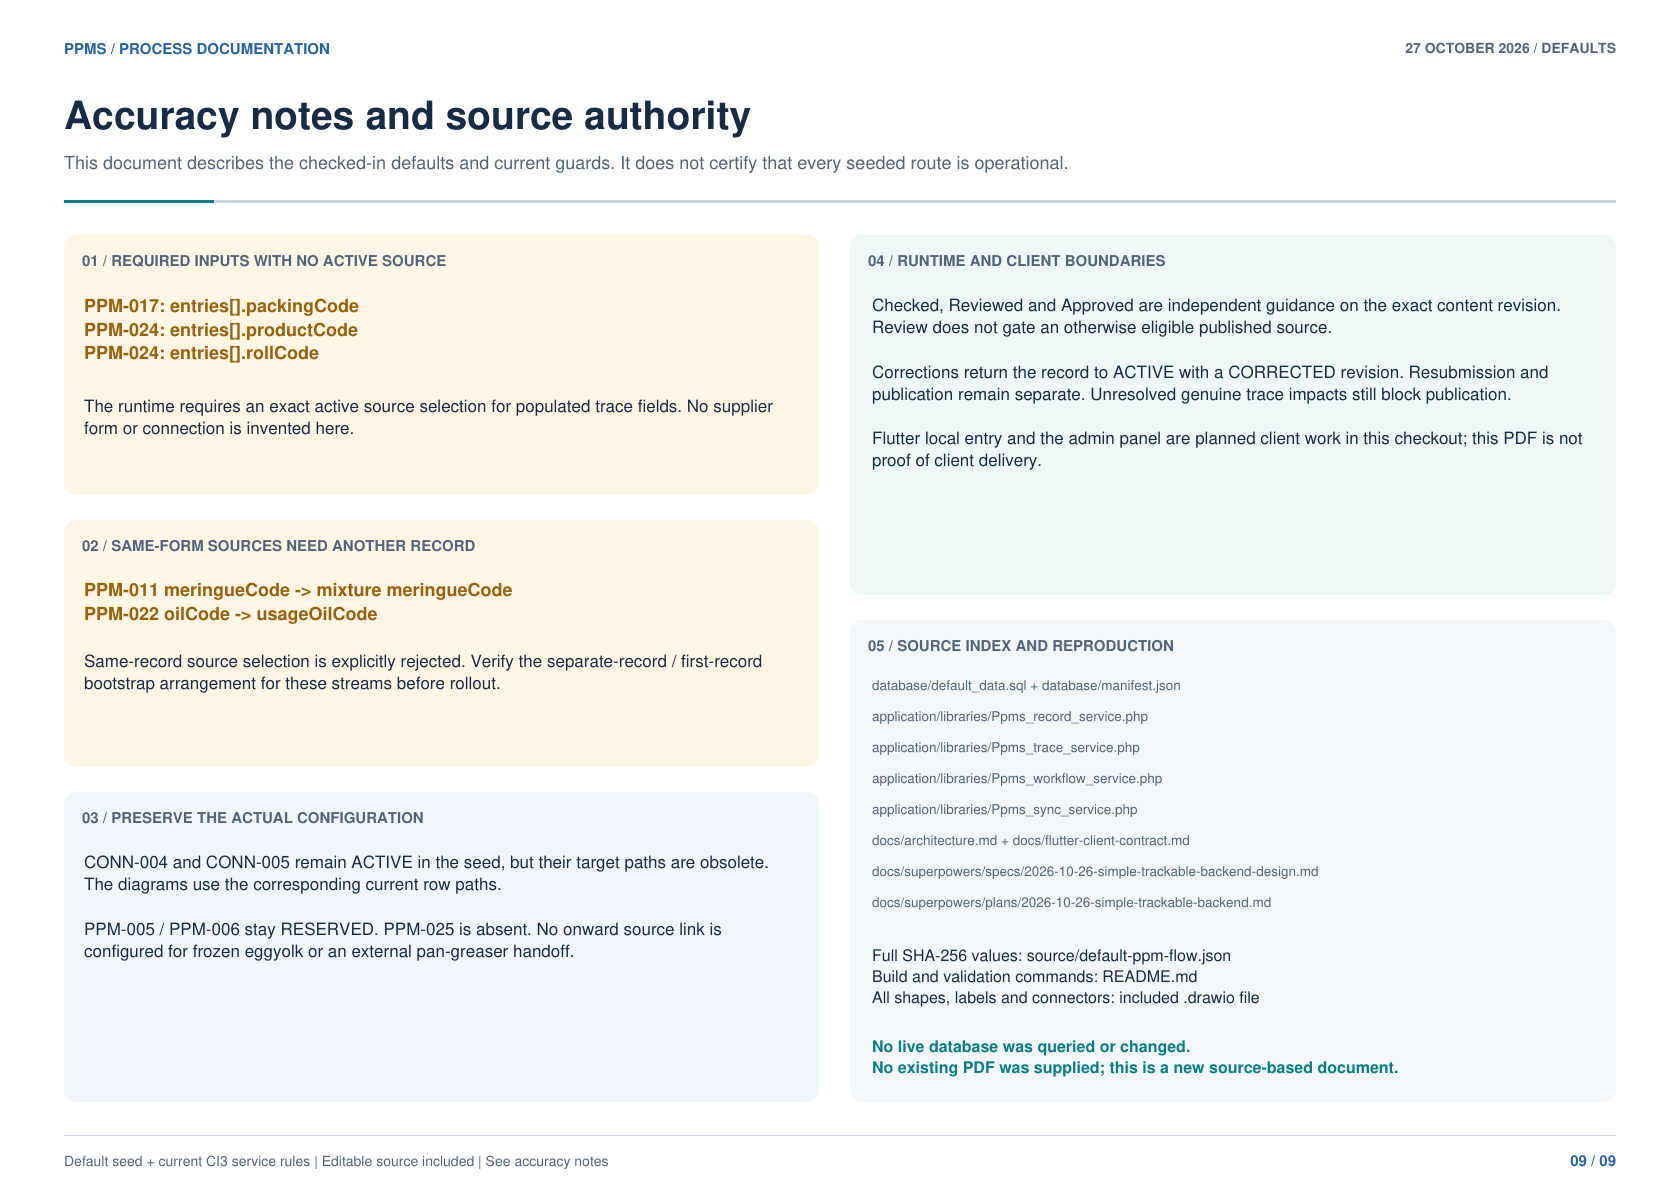 PPMS / PROCESS DOCUMENTATION
27 OCTOBER 2026 / DEFAULTS
Accuracy notes and source authority
This document describes the checked-in defaults and current guards. It does not certify that every seeded route is operational.
01 / REQUIRED INPUTS WITH NO ACTIVE SOURCE
PPM-017: entries[].packingCode
PPM-024: entries[].productCode
PPM-024: entries[].rollCode
The runtime requires an exact active source selection for populated trace fields. No supplier
form or connection is invented here.
02 / SAME-FORM SOURCES NEED ANOTHER RECORD
PPM-011 meringueCode -> mixture meringueCode
PPM-022 oilCode -> usageOilCode
Same-record source selection is explicitly rejected. Verify the separate-record / first-record
bootstrap arrangement for these streams before rollout.
03 / PRESERVE THE ACTUAL CONFIGURATION
CONN-004 and CONN-005 remain ACTIVE in the seed, but their target paths are obsolete.
The diagrams use the corresponding current row paths.
PPM-005 / PPM-006 stay RESERVED. PPM-025 is absent. No onward source link is
configured for frozen eggyolk or an external pan-greaser handoff.
04 / RUNTIME AND CLIENT BOUNDARIES
Checked, Reviewed and Approved are independent guidance on the exact content revision.
Review does not gate an otherwise eligible published source.
Corrections return the record to ACTIVE with a CORRECTED revision. Resubmission and
publication remain separate. Unresolved genuine trace impacts still block publication.
Flutter local entry and the admin panel are planned client work in this checkout; this PDF is not
proof of client delivery.
05 / SOURCE INDEX AND REPRODUCTION
database/default_data.sql + database/manifest.json
application/libraries/Ppms_record_service.php
application/libraries/Ppms_trace_service.php
application/libraries/Ppms_workflow_service.php
application/libraries/Ppms_sync_service.php
docs/architecture.md + docs/flutter-client-contract.md
docs/superpowers/specs/2026-10-26-simple-trackable-backend-design.md
docs/superpowers/plans/2026-10-26-simple-trackable-backend.md
Full SHA-256 values: source/default-ppm-flow.json
Build and validation commands: README.md
All shapes, labels and connectors: included .drawio file
No live database was queried or changed.
No existing PDF was supplied; this is a new source-based document.
Default seed + current CI3 service rules | Editable source included | See accuracy notes
09 / 09